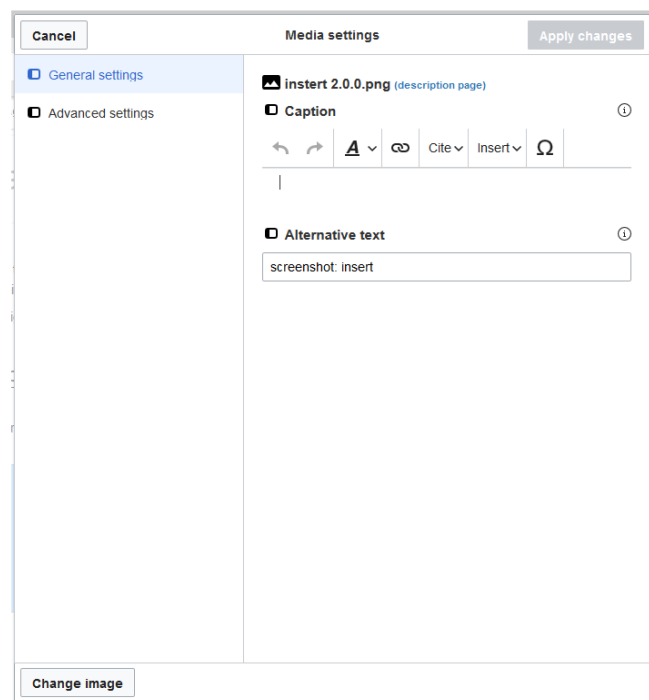 Cancel
Media settings
Apply changes
General settings
Advanced settings
instert 2.0.0.png (description page)
Caption
A
Cite
Insert
Ω
Alternative text
screenshot: insert
Change image